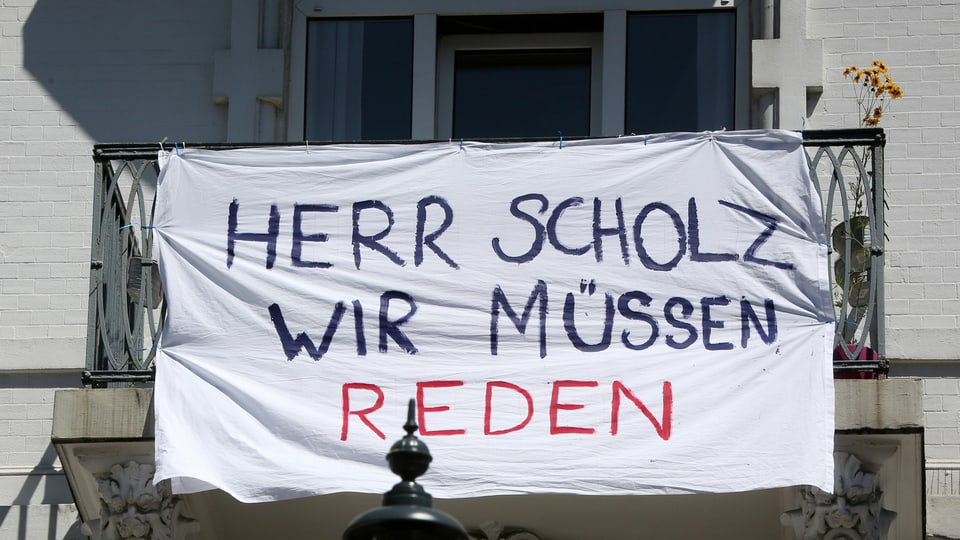 HERR SCHOLZ
WIR MÜSSEN
REDEN